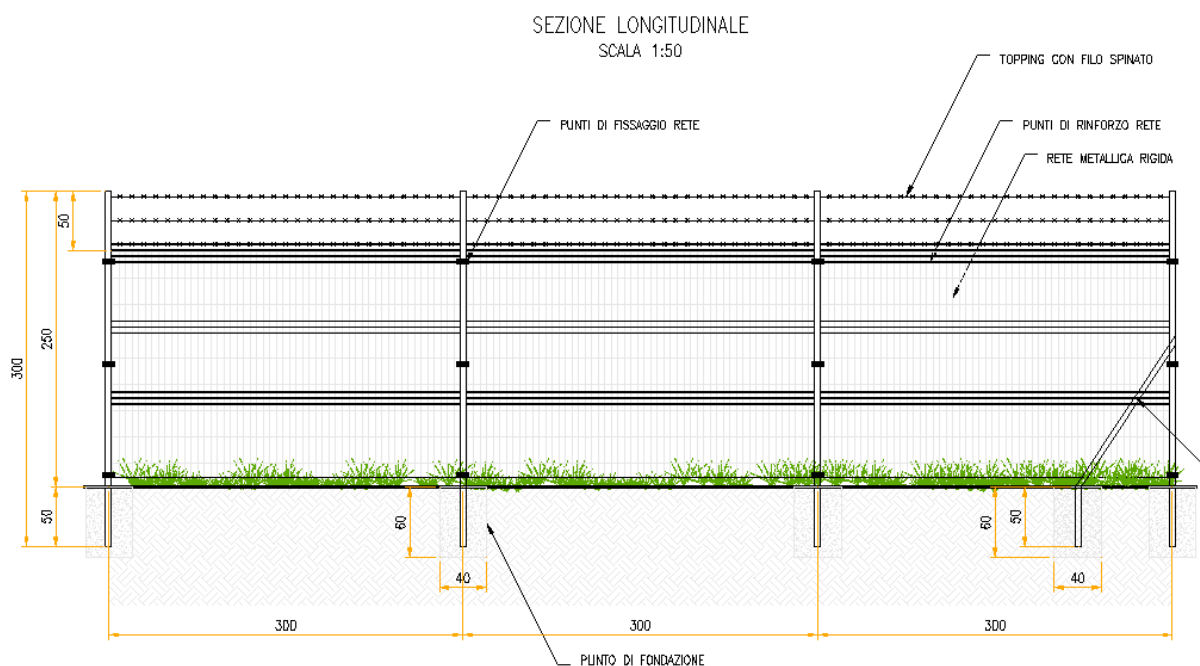 SEZIONE LONGITUDINALE
SCALA 1:50
TOPPING CON FILO SPINATO
PUNTI DI FISSAGGIO RETE
PUNTI DI RINFORZO RETE
RETE METALLICA RIGIDA
50
300
250
50
60
60
50
40
40
300
300
300
PUNTO DI FONDAZIONE